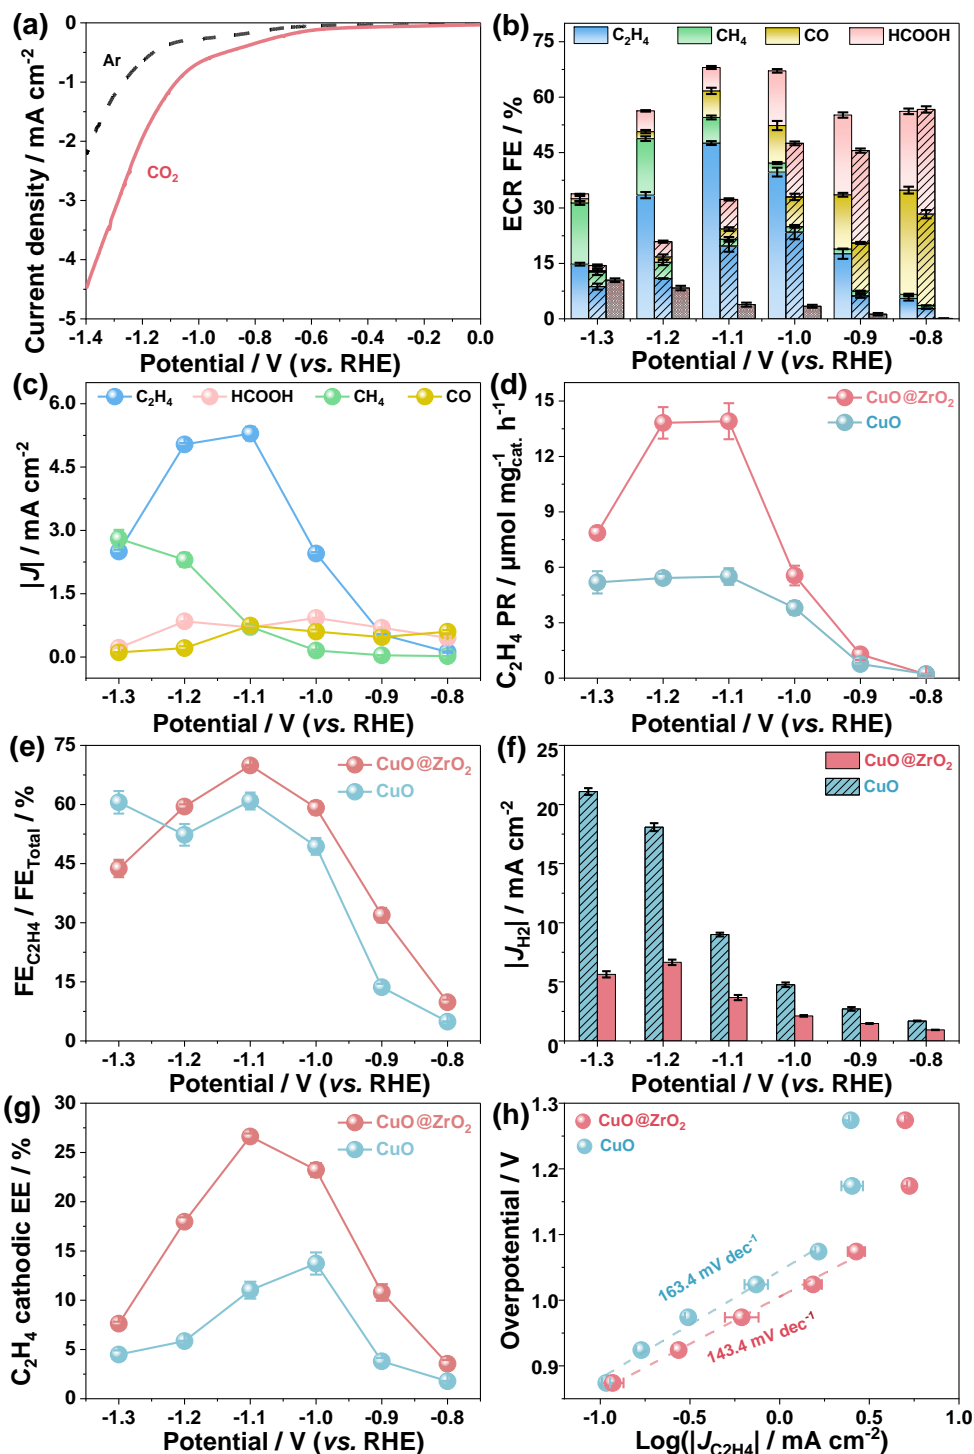 (a)
Ar
CO₂
Current density / mA cm⁻²
0
-1
-2
-3
-4
-5
-1.4 -1.2 -1.0 -0.8 -0.6 -0.4 -0.2 0.0
Potential / V (vs. RHE)
(b)
C₂H₄ CH₄ CO HCOOH
ECR FE / %
75
60
45
30
15
0
-1.3 -1.2 -1.1 -1.0 -0.9 -0.8
Potential / V (vs. RHE)
(c)
C₂H₄ HCOOH CH₄ CO
|J| / mA cm⁻²
6.0
4.5
3.0
1.5
0.0
-1.3 -1.2 -1.1 -1.0 -0.9 -0.8
Potential / V (vs. RHE)
(d)
CuO@ZrO₂
CuO
C₂H₄ PR / μmol mg⁻¹cat. h⁻¹
15
12
9
6
3
0
-1.3 -1.2 -1.1 -1.0 -0.9 -0.8
Potential / V (vs. RHE)
(e)
CuO@ZrO₂
CuO
FE_C2H4 / FE_Total / %
75
60
45
30
15
0
-1.3 -1.2 -1.1 -1.0 -0.9 -0.8
Potential / V (vs. RHE)
(f)
CuO@ZrO₂
CuO
|J_H2| / mA cm⁻²
25
20
15
10
5
0
-1.3 -1.2 -1.1 -1.0 -0.9 -0.8
Potential / V (vs. RHE)
(g)
CuO@ZrO₂
CuO
C₂H₄ cathodic EE / %
30
25
20
15
10
5
0
-1.3 -1.2 -1.1 -1.0 -0.9 -0.8
Potential / V (vs. RHE)
(h)
CuO@ZrO₂
CuO
163.4 mV dec⁻¹
143.4 mV dec⁻¹
Overpotential / V
1.3
1.2
1.1
1.0
0.9
-1.0 -0.5 0.0 0.5 1.0
Log(|J_C2H4| / mA cm⁻²)